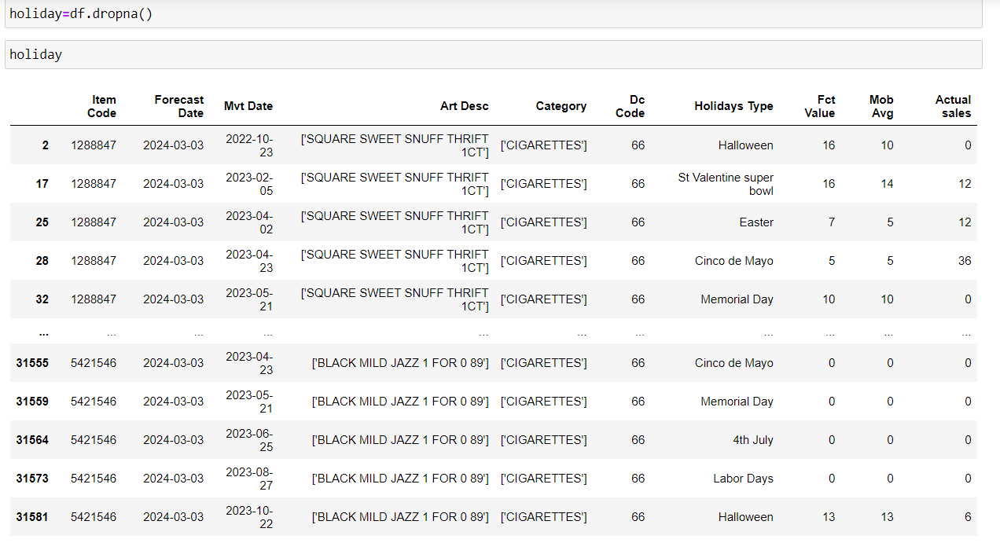 holiday=df.dropna()
holiday
Item Code Forecast Date Mvt Date Art Desc Category Dc Code Holidays Type Fct Value Mob Avg Actual sales
2 1288847 2024-03-03 2022-10-23 ['SQUARE SWEET SNUFF THRIFT 1CT'] ['CIGARETTES'] 66 Halloween 16 10 0
17 1288847 2024-03-03 2023-02-05 ['SQUARE SWEET SNUFF THRIFT 1CT'] ['CIGARETTES'] 66 St Valentine super bowl 16 14 12
25 1288847 2024-03-03 2023-04-02 ['SQUARE SWEET SNUFF THRIFT 1CT'] ['CIGARETTES'] 66 Easter 7 5 12
28 1288847 2024-03-03 2023-04-23 ['SQUARE SWEET SNUFF THRIFT 1CT'] ['CIGARETTES'] 66 Cinco de Mayo 5 5 36
32 1288847 2024-03-03 2023-05-21 ['SQUARE SWEET SNUFF THRIFT 1CT'] ['CIGARETTES'] 66 Memorial Day 10 10 0
... ... ... ... ... ... ... ... ... ... ...
31555 5421546 2024-03-03 2023-04-23 ['BLACK MILD JAZZ 1 FOR 0 89'] ['CIGARETTES'] 66 Cinco de Mayo 0 0 0
31559 5421546 2024-03-03 2023-05-21 ['BLACK MILD JAZZ 1 FOR 0 89'] ['CIGARETTES'] 66 Memorial Day 0 0 0
31564 5421546 2024-03-03 2023-06-25 ['BLACK MILD JAZZ 1 FOR 0 89'] ['CIGARETTES'] 66 4th July 0 0 0
31573 5421546 2024-03-03 2023-08-27 ['BLACK MILD JAZZ 1 FOR 0 89'] ['CIGARETTES'] 66 Labor Days 0 0 0
31581 5421546 2024-03-03 2023-10-22 ['BLACK MILD JAZZ 1 FOR 0 89'] ['CIGARETTES'] 66 Halloween 13 13 6